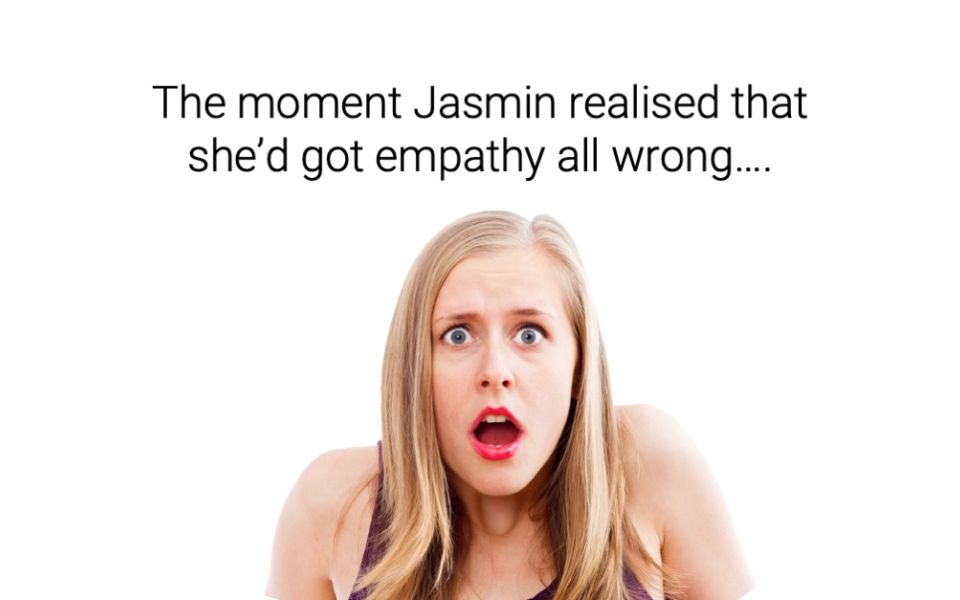 The moment Jasmin realised that
she’d got empathy all wrong….